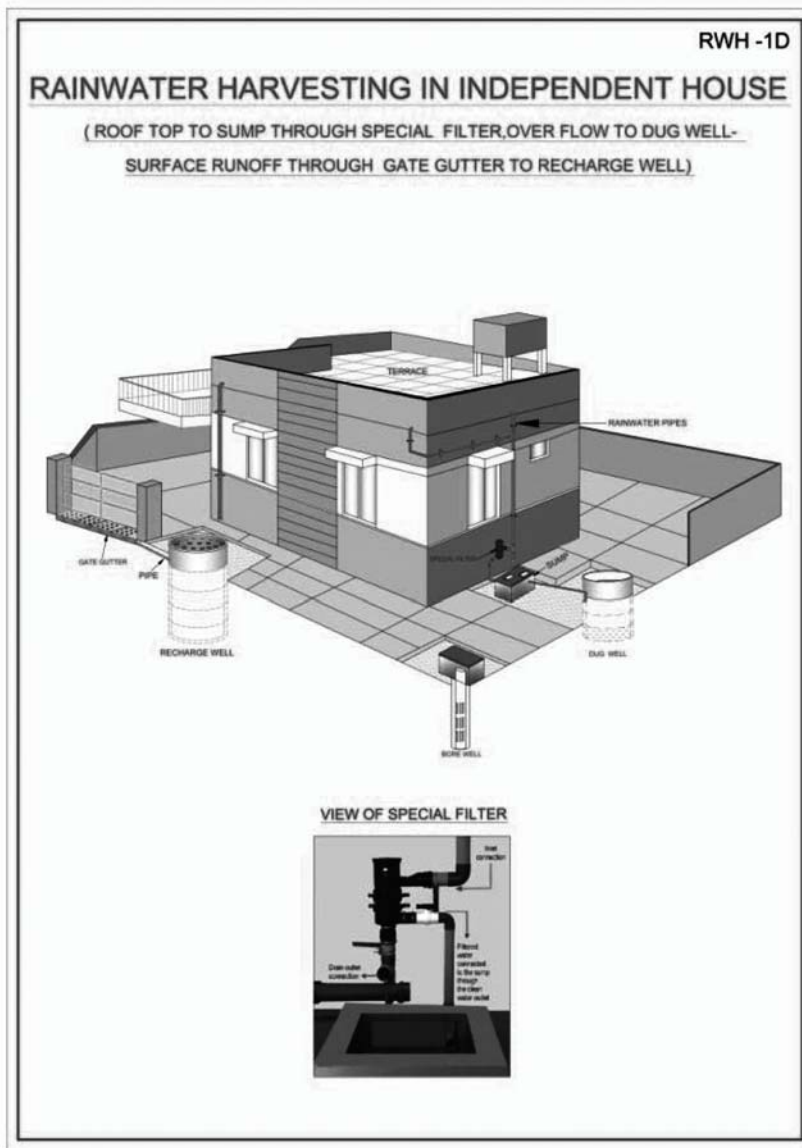 RWH -1D
RAINWATER HARVESTING IN INDEPENDENT HOUSE
( ROOF TOP TO SUMP THROUGH SPECIAL FILTER,OVER FLOW TO DUG WELL-
SURFACE RUNOFF THROUGH GATE GUTTER TO RECHARGE WELL)
TERRACE
RAINWATER PIPES
SPECIAL FILTER
SUMP
GATE GUTTER
PIPE
RECHARGE WELL
DUG WELL
BORE WELL
VIEW OF SPECIAL FILTER
Inlet
connection
Drain outlet
connection
Filtered
water
connected
to the sump
through
the clean
water outlet